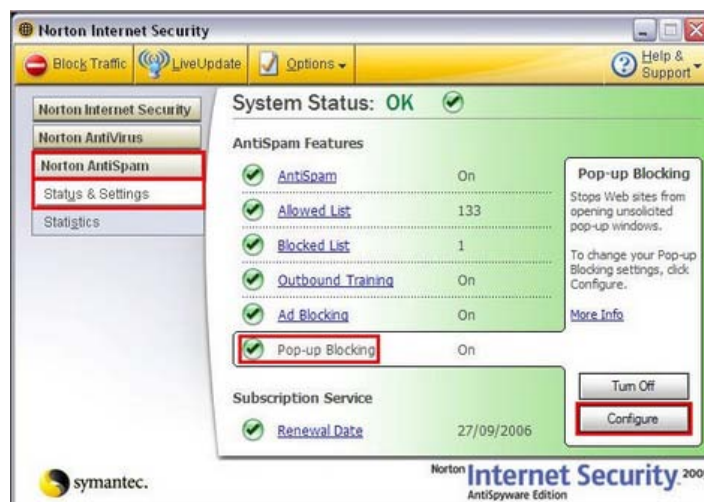 Norton Internet Security
Block Traffic
LiveUpdate
Options
Help &
Support
Norton Internet Security
Norton AntiVirus
Norton AntiSpam
Status & Settings
Statistics
System Status: OK
AntiSpam Features
AntiSpam On
Allowed List 133
Blocked List 1
Outbound Training On
Ad Blocking On
Pop-up Blocking On
Subscription Service
Renewal Date 27/09/2006
Pop-up Blocking
Stops Web sites from
opening unsolicited
pop-up windows.
To change your Pop-up
Blocking settings, click
Configure.
More Info
Turn Off
Configure
symantec.
Norton Internet Security
AntiSpyware Edition